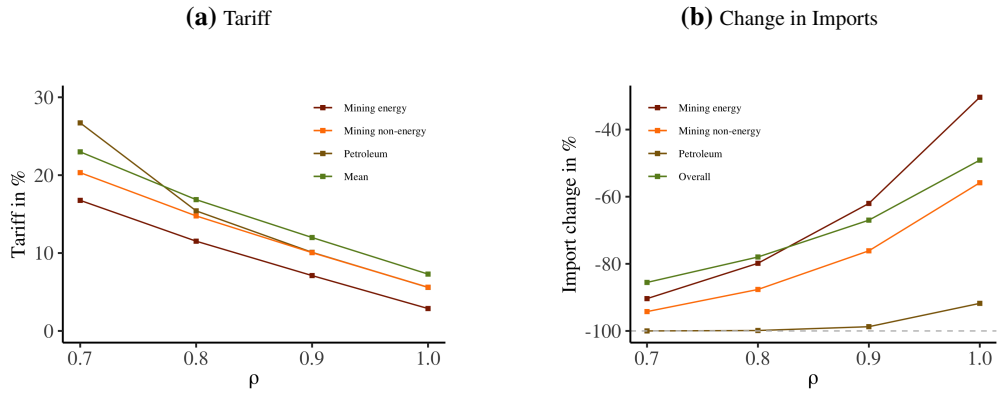 (a) Tariff
30
20
10
0
Tariff in %
0.7 0.8 0.9 1.0
ρ
Mining energy
Mining non-energy
Petroleum
Mean
(b) Change in Imports
-40
-60
-80
-100
Import change in %
0.7 0.8 0.9 1.0
ρ
Mining energy
Mining non-energy
Petroleum
Overall